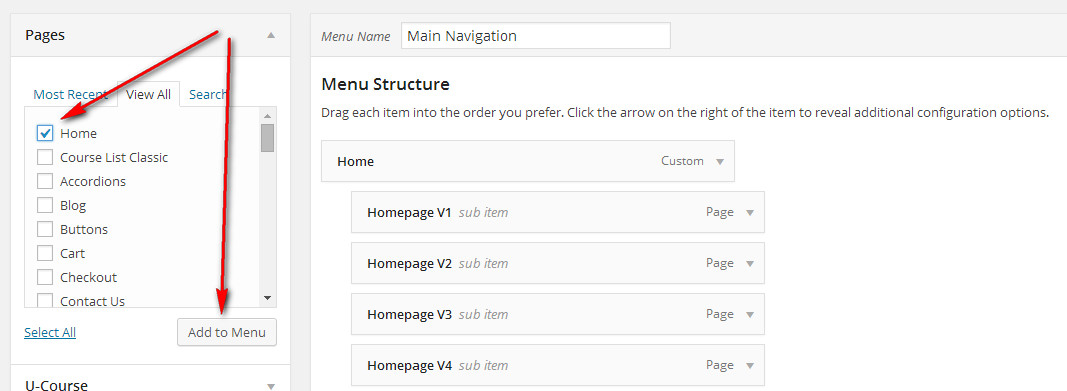 Pages
Most Recent View All Search
Home
Course List Classic
Accordions
Blog
Buttons
Cart
Checkout
Contact Us
Select All Add to Menu
U-Course
Menu Name Main Navigation
Menu Structure
Drag each item into the order you prefer. Click the arrow on the right of the item to reveal additional configuration options.
Home Custom
Homepage V1 sub item Page
Homepage V2 sub item Page
Homepage V3 sub item Page
Homepage V4 sub item Page